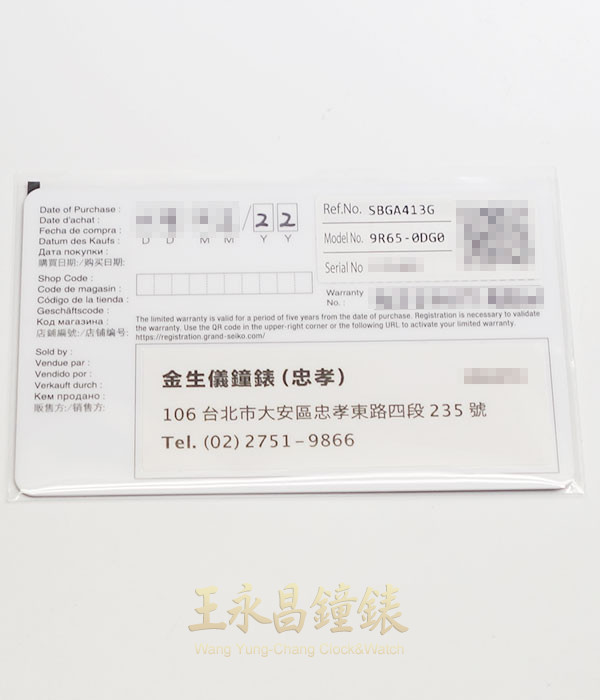 Date of Purchase :
Date d'achat :
Fecha de compra :
Datum des Kaufs :
Дата покупки :
購買日期:/购买日期:
/ 2 2
D D M M Y Y
Ref.No. SBGA413G
Model No. 9R65-0DG0
Serial No
Warranty
No. :
Shop Code :
Code de magasin :
Código de la tienda :
Geschäftscode :
Код магазина :
店鋪編號:/店铺编号:
The limited warranty is valid for a period of five years from the date of purchase. Registration is necessary to validate
the warranty. Use the QR code in the upper-right corner or the following URL to activate your limited warranty.
https://registration.grand-seiko.com/
Sold by :
Vendue par :
Vendido por :
Verkauft durch :
Кем продано :
販售方:/销售方:
金生儀鐘錶 (忠孝)
106 台北市大安區忠孝東路四段 235 號
Tel. (02) 2751-9866
王永昌鐘錶
Wang Yung-Chang Clock&Watch